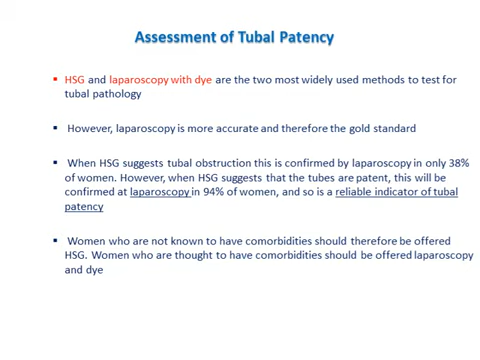 Assessment of Tubal Patency
▪ HSG and laparoscopy with dye are the two most widely used methods to test for
tubal pathology
▪ However, laparoscopy is more accurate and therefore the gold standard
▪ When HSG suggests tubal obstruction this is confirmed by laparoscopy in only 38%
of women. However, when HSG suggests that the tubes are patent, this will be
confirmed at laparoscopy in 94% of women, and so is a reliable indicator of tubal
patency
▪ Women who are not known to have comorbidities should therefore be offered
HSG. Women who are thought to have comorbidities should be offered laparoscopy
and dye